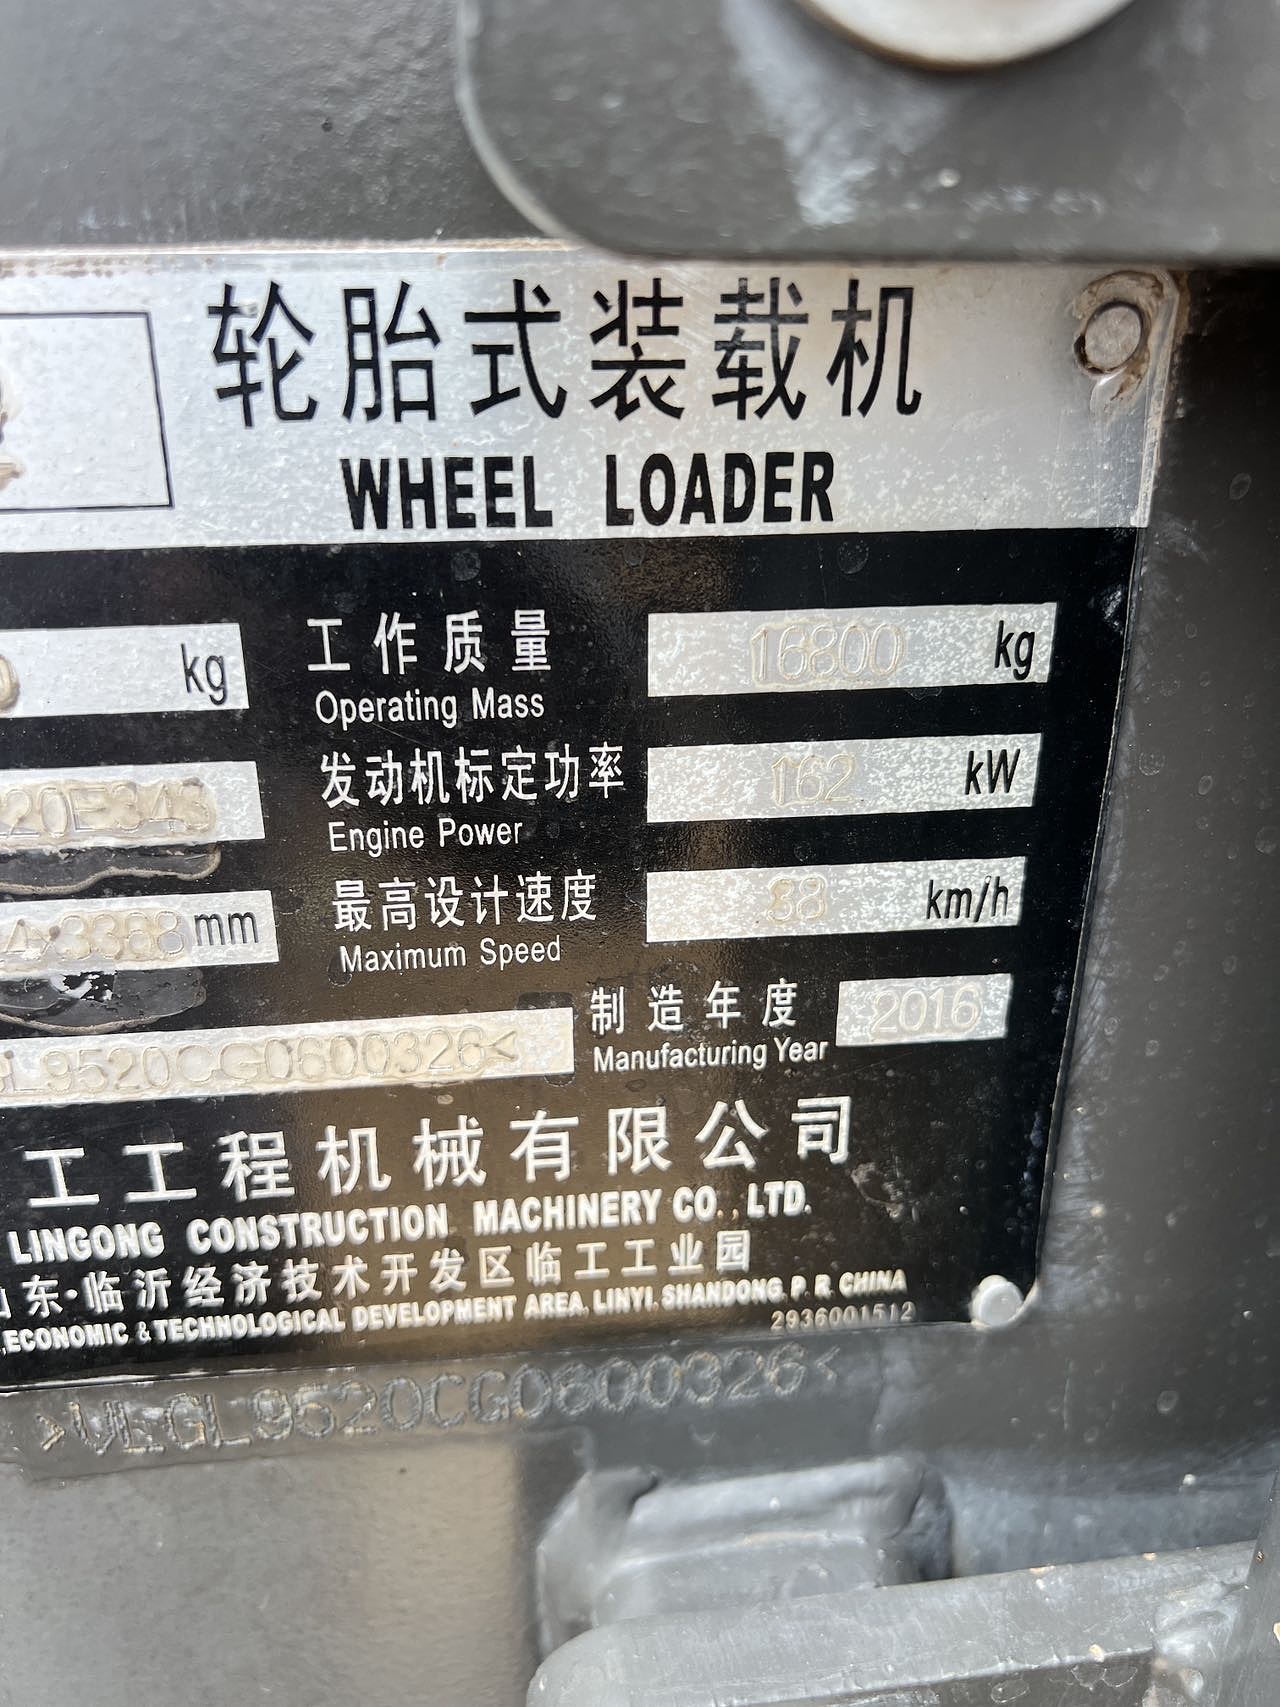 轮胎式装载机
WHEEL LOADER
kg
工作质量
Operating Mass
16800 kg
20E343
发动机标定功率
Engine Power
162 kW
3368 mm
最高设计速度
Maximum Speed
38 km/h
L9520CG0600326<
制造年度
Manufacturing Year
2016
工工程机械有限公司
LINGONG CONSTRUCTION MACHINERY CO., LTD.
东·临沂经济技术开发区临工工业园
ECONOMIC & TECHNOLOGICAL DEVELOPMENT AREA, LINYI, SHANDONG, P. R. CHINA
2936001512
>VLGL9520CG0600326<